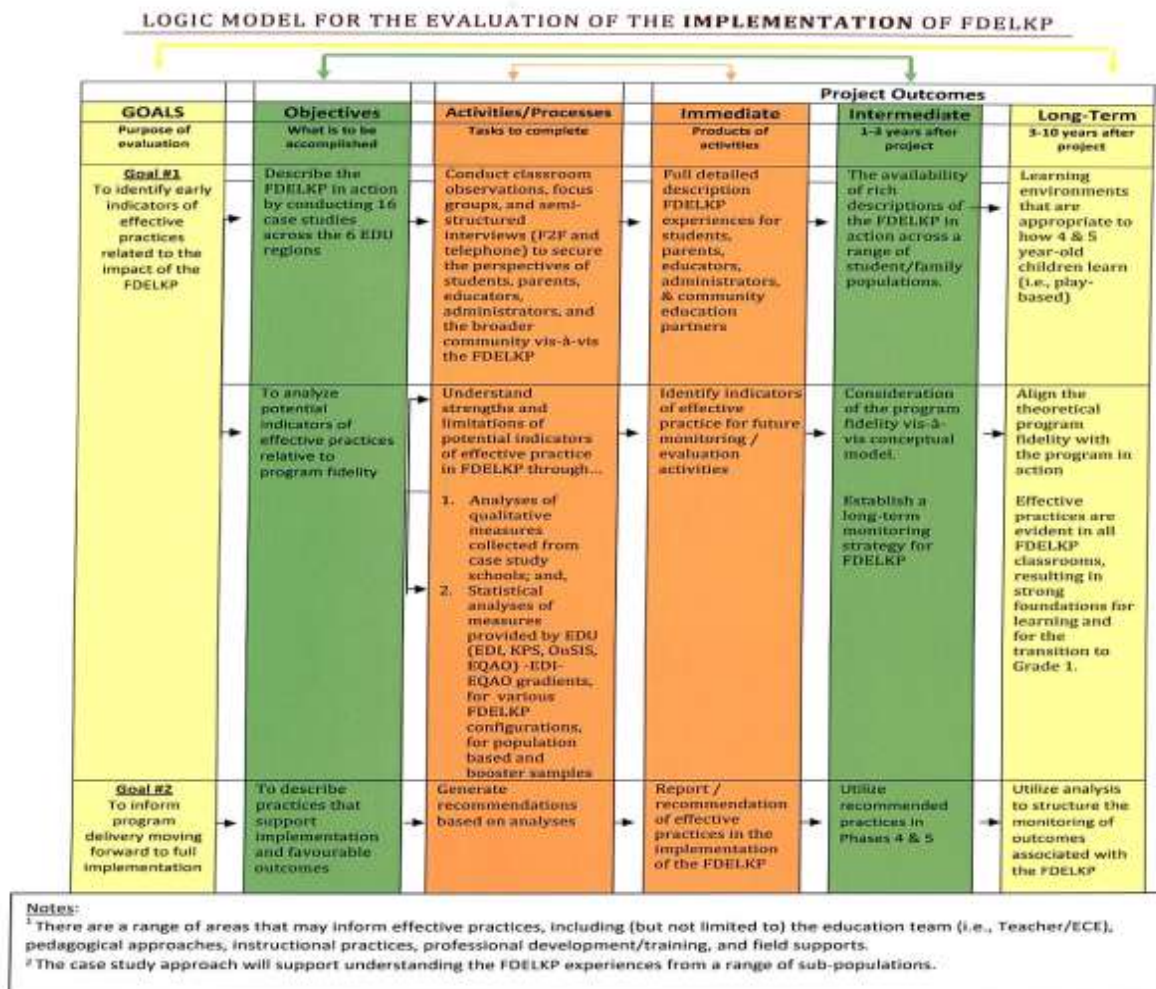 LOGIC MODEL FOR THE EVALUATION OF THE IMPLEMENTATION OF FDELKP
Project Outcomes
GOALS
Purpose of
evaluation
Objectives
What is to be
accomplished
Activities/Processes
Tasks to complete
Immediate
Products of
activities
Intermediate
1-3 years after
project
Long-Term
3-10 years after
project
Goal #1
To identify early
indicators of
effective
practices
related to the
impact of the
FDELKP
Describe the
FDELKP in action
by conducting 16
case studies
across the 6 EDU
regions
Conduct classroom
observations, focus
groups, and semi-
structured
interviews (F2F and
telephone) to secure
the perspectives of
students, parents,
educators,
administrators, and
the broader
community vis-à-vis
the FDELKP
Full detailed
description
FDELKP
experiences for
students,
parents,
educators,
administrators,
& community
education
partners
The availability
of rich
descriptions of
the FDELKP in
action across a
range of
student/family
populations.
Learning
environments
that are
appropriate to
how 4 & 5
year-old
children learn
(i.e., play-
based)
To analyze
potential
indicators of
effective practices
relative to
program fidelity
Understand
strengths and
limitations of
potential indicators
of effective practice
in FDELKP through...
1. Analyses of
qualitative
measures
collected from
case study
schools; and,
2. Statistical
analyses of
measures
provided by EDU
(EDI, KPS, OnSIS,
EQAO) -EDI-
EQAO gradients,
for various
FDELKP
configurations,
for population
based and
booster samples
Identify indicators
of effective
practice for future
monitoring /
evaluation
activities
Consideration
of the program
fidelity vis-à-
vis conceptual
model.
Establish a
long-term
monitoring
strategy for
FDELKP
Align the
theoretical
program
fidelity with
the program in
action
Effective
practices are
evident in all
FDELKP
classrooms,
resulting in
strong
foundations for
learning and
for the
transition to
Grade 1.
Goal #2
To inform
program
delivery moving
forward to full
implementation
To describe
practices that
support
implementation
and favourable
outcomes
Generate
recommendations
based on analyses
Report /
recommendation
of effective
practices in the
implementation
of the FDELKP
Utilize
recommended
practices in
Phases 4 & 5
Utilize analysis
to structure the
monitoring of
outcomes
associated with
the FDELKP
Notes:
1 There are a range of areas that may inform effective practices, including (but not limited to) the education team (i.e., Teacher/ECE),
pedagogical approaches, instructional practices, professional development/training, and field supports.
2 The case study approach will support understanding the FDELKP experiences from a range of sub-populations.